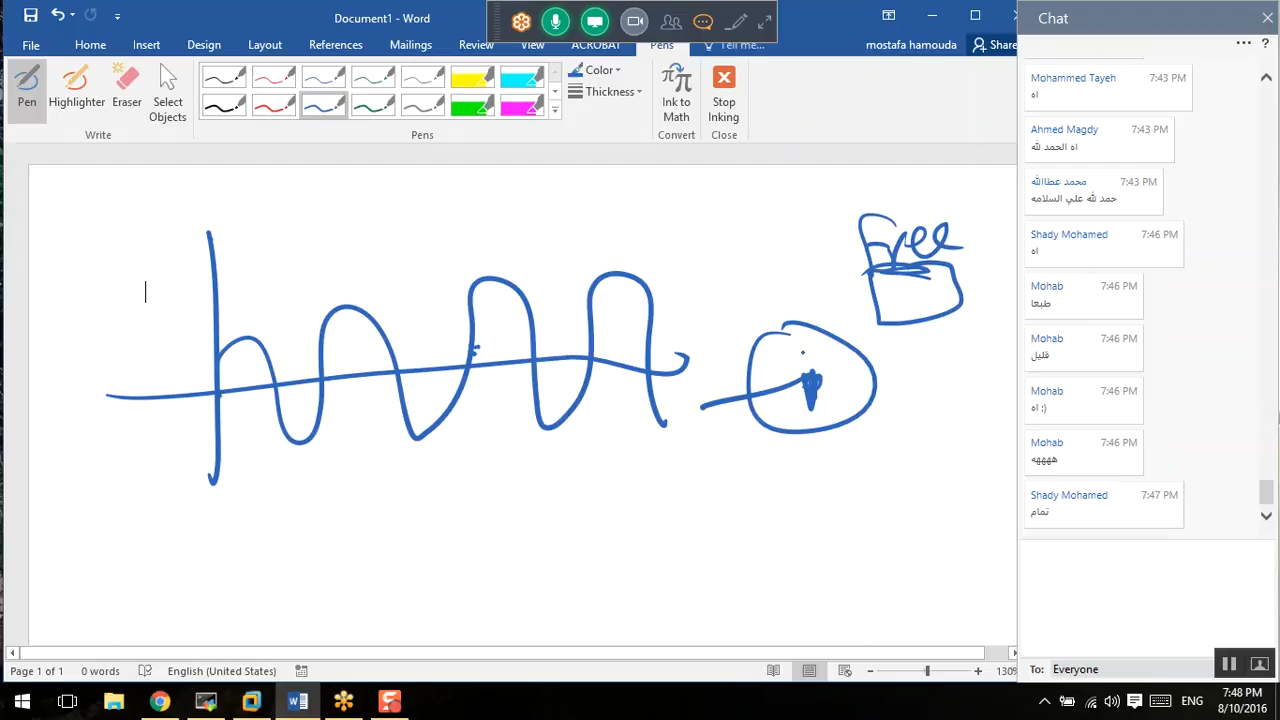 Document1 - Word
File
Home
Insert
Design
Layout
References
Mailings
Review
View
ACROBAT
Pens
Tell me...
mostafa hamouda
Share
Pen
Highlighter
Eraser
Select
Objects
Write
Pens
Color
Thickness
Ink to
Math
Convert
Stop
Inking
Close
Free
Chat
Mohammed Tayeh 7:43 PM
اه
Ahmed Magdy 7:43 PM
اه الحمد لله
محمد عطاالله 7:43 PM
حمد لله علي السلامه
Shady Mohamed 7:46 PM
اه
Mohab 7:46 PM
طبعا
Mohab 7:46 PM
قليل
Mohab 7:46 PM
اه :)
Mohab 7:46 PM
هههههه
Shady Mohamed 7:47 PM
تمام
To: Everyone
Page 1 of 1
0 words
English (United States)
130%
ENG
7:48 PM
8/10/2016